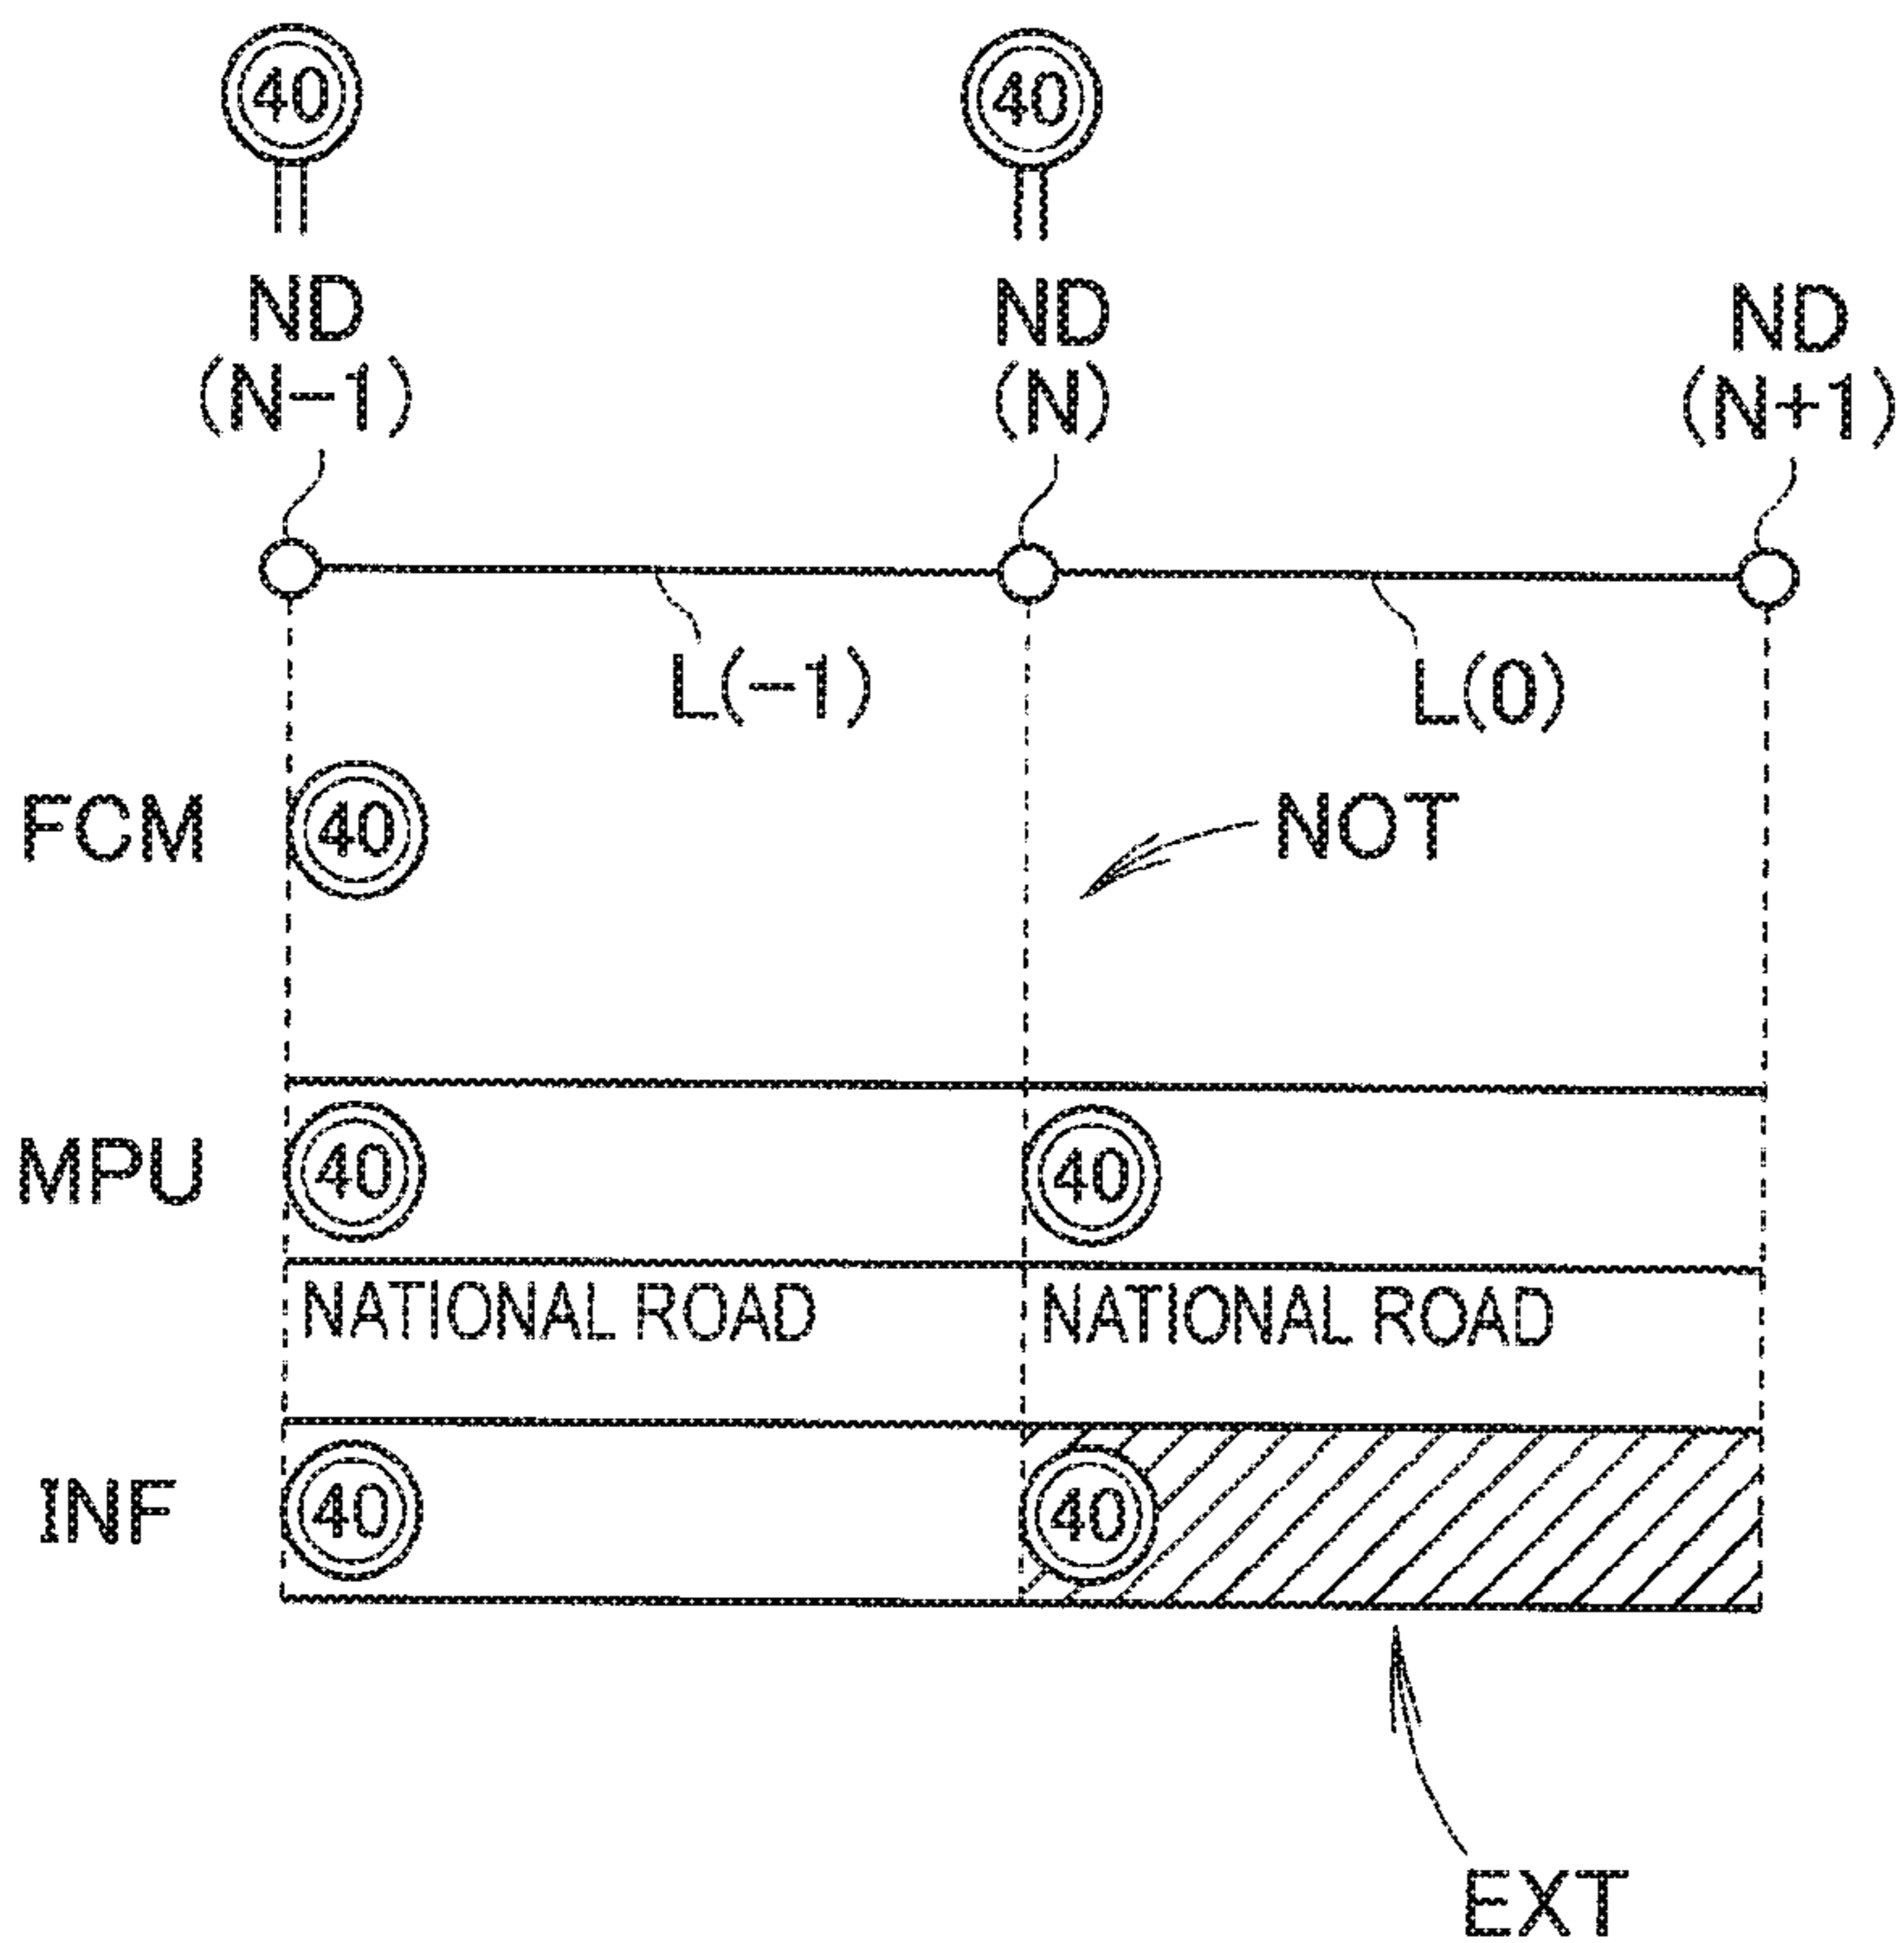 40 40
ND ND ND
(N-1) (N) (N+1)
L(-1) L(0)
FCM 40 NOT
MPU 40 40
NATIONAL ROAD NATIONAL ROAD
INF 40 40
EXT